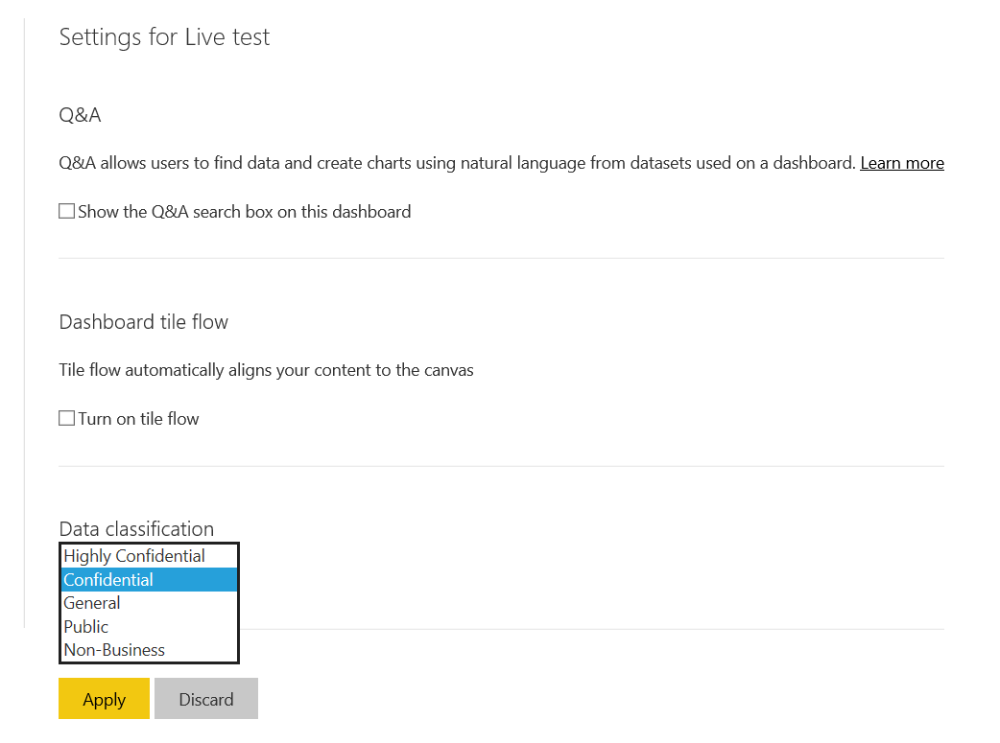 Settings for Live test
Q&A
Q&A allows users to find data and create charts using natural language from datasets used on a dashboard. Learn more
Show the Q&A search box on this dashboard
Dashboard tile flow
Tile flow automatically aligns your content to the canvas
Turn on tile flow
Data classification
Highly Confidential
Confidential
General
Public
Non-Business
Apply Discard